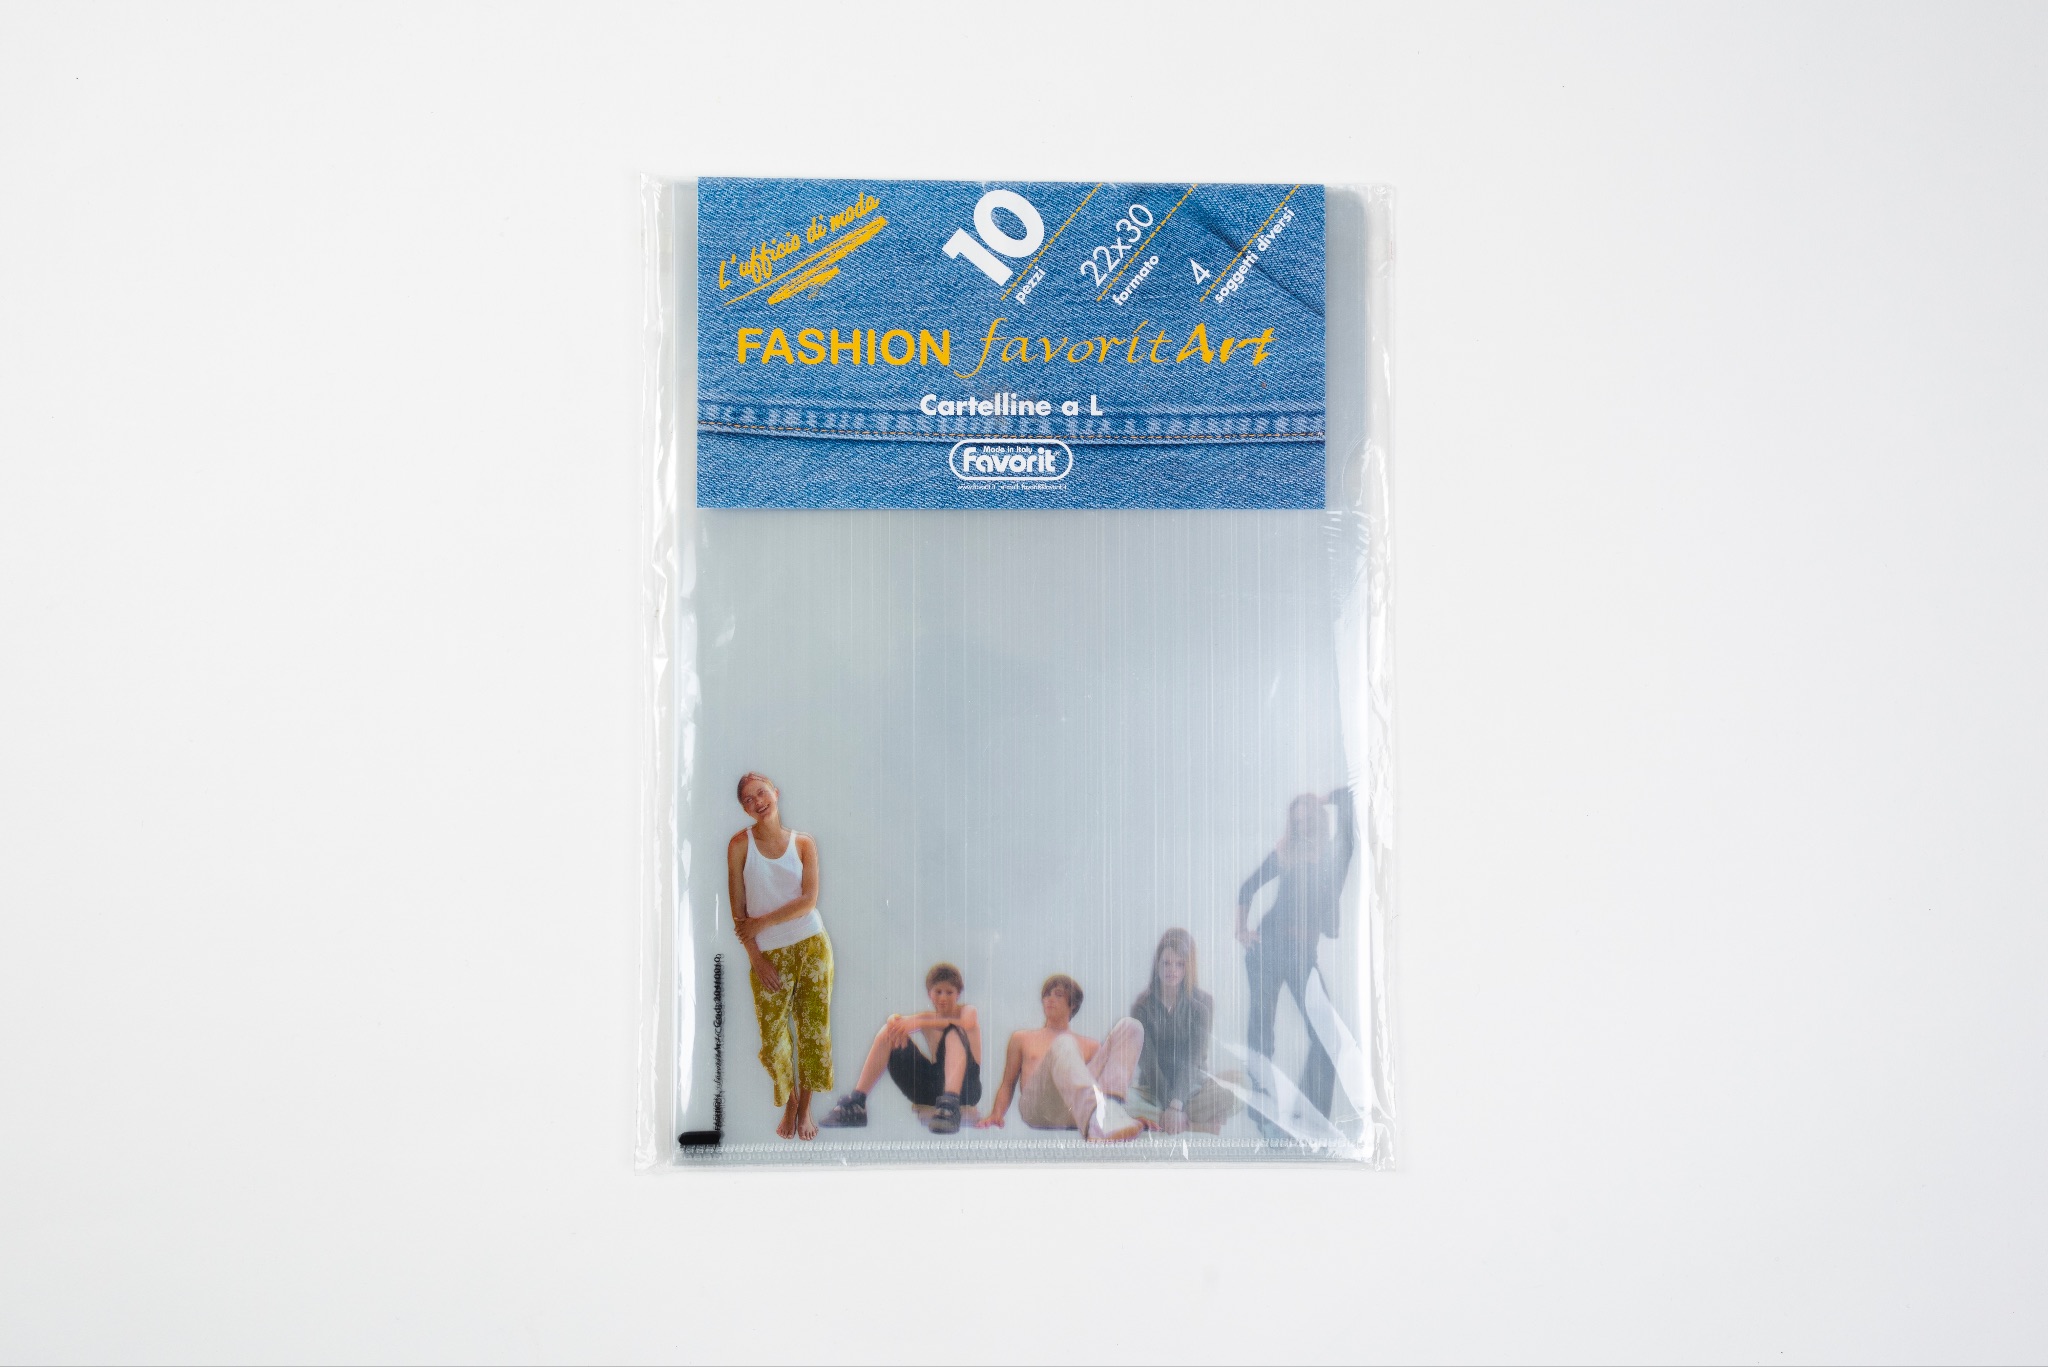 L'ufficio di moda
10
pezzi
22x30
formato
4
soggetti diversi
FASHION favoritArt
Cartelline a L
Made in Italy
Favorit